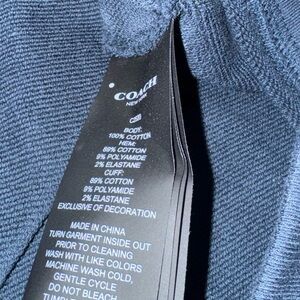 COACH
NEW YORK
BODY:
100% COTTON
HEM:
89% COTTON
9% POLYAMIDE
2% ELASTANE
CUFF:
89% COTTON
9% POLYAMIDE
2% ELASTANE
EXCLUSIVE OF DECORATION
MADE IN CHINA
TURN GARMENT INSIDE OUT
PRIOR TO CLEANING
WASH WITH LIKE COLORS
MACHINE WASH COLD,
GENTLE CYCLE
DO NOT BLEACH